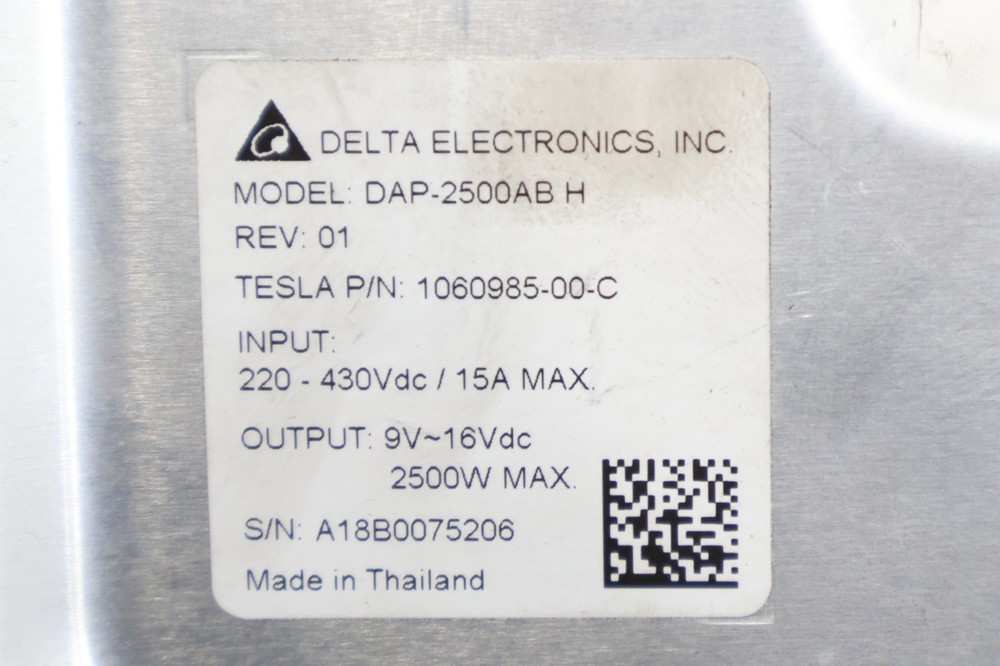 DELTA ELECTRONICS, INC.
MODEL: DAP-2500AB H
REV: 01
TESLA P/N: 1060985-00-C
INPUT:
220 - 430Vdc / 15A MAX.
OUTPUT: 9V~16Vdc
2500W MAX.
S/N: A18B0075206
Made in Thailand